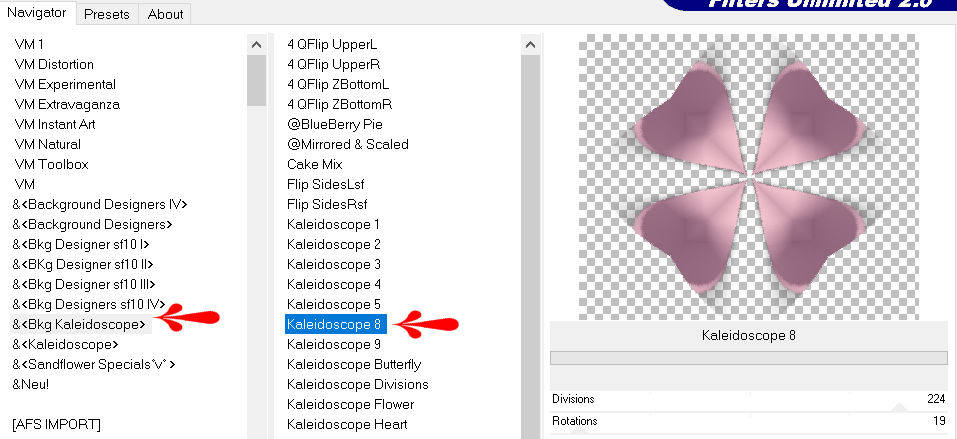 Filters Unlimited 2.0
Navigator Presets About
VM 1
VM Distortion
VM Experimental
VM Extravaganza
VM Instant Art
VM Natural
VM Toolbox
VM
&<Background Designers IV>
&<Background Designers>
&<Bkg Designer sf10 I>
&<BKg Designer sf10 II>
&<Bkg Designer sf10 III>
&<Bkg Designers sf10 IV>
&<Bkg Kaleidoscope>
&<Kaleidoscope>
&<Sandflower Specials°v° >
&Neu!
[AFS IMPORT]
4 QFlip UpperL
4 QFlip UpperR
4 QFlip ZBottomL
4 QFlip ZBottomR
@BlueBerry Pie
@Mirrored & Scaled
Cake Mix
Flip SidesLsf
Flip SidesRsf
Kaleidoscope 1
Kaleidoscope 2
Kaleidoscope 3
Kaleidoscope 4
Kaleidoscope 5
Kaleidoscope 8
Kaleidoscope 9
Kaleidoscope Butterfly
Kaleidoscope Divisions
Kaleidoscope Flower
Kaleidoscope Heart
Kaleidoscope 8
Divisions 224
Rotations 19